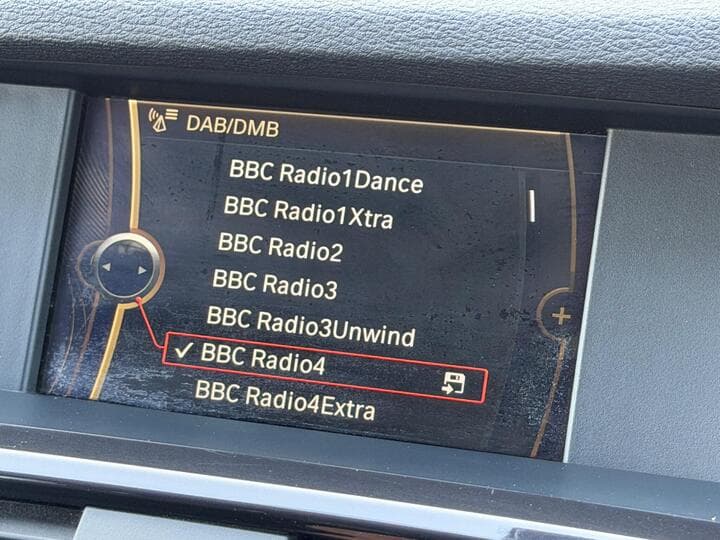 DAB/DMB
BBC Radio1Dance
BBC Radio1Xtra
BBC Radio2
BBC Radio3
BBC Radio3Unwind
✓ BBC Radio4
BBC Radio4Extra